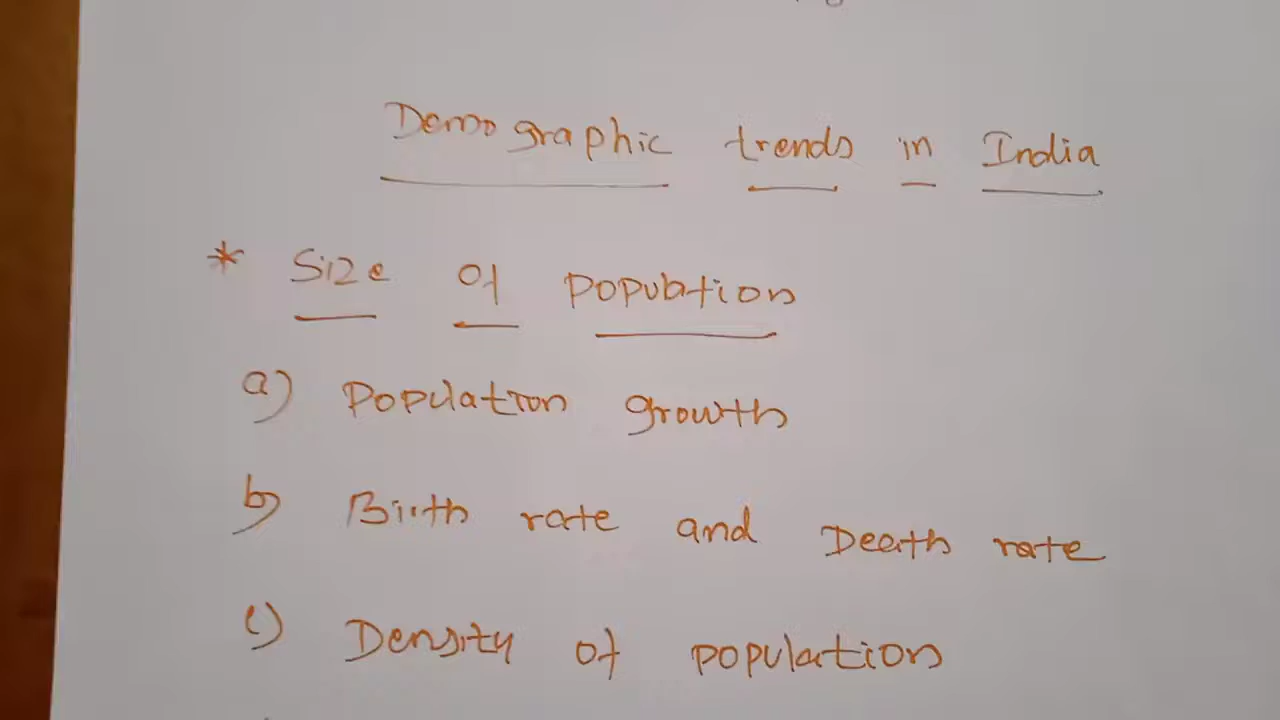 Demographic trends in India
* Size of population
a) Population growth
b) Birth rate and Death rate
c) Density of population